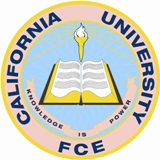 CALIFORNIA UNIVERSITY
FCE
KNOWLEDGE IS POWER